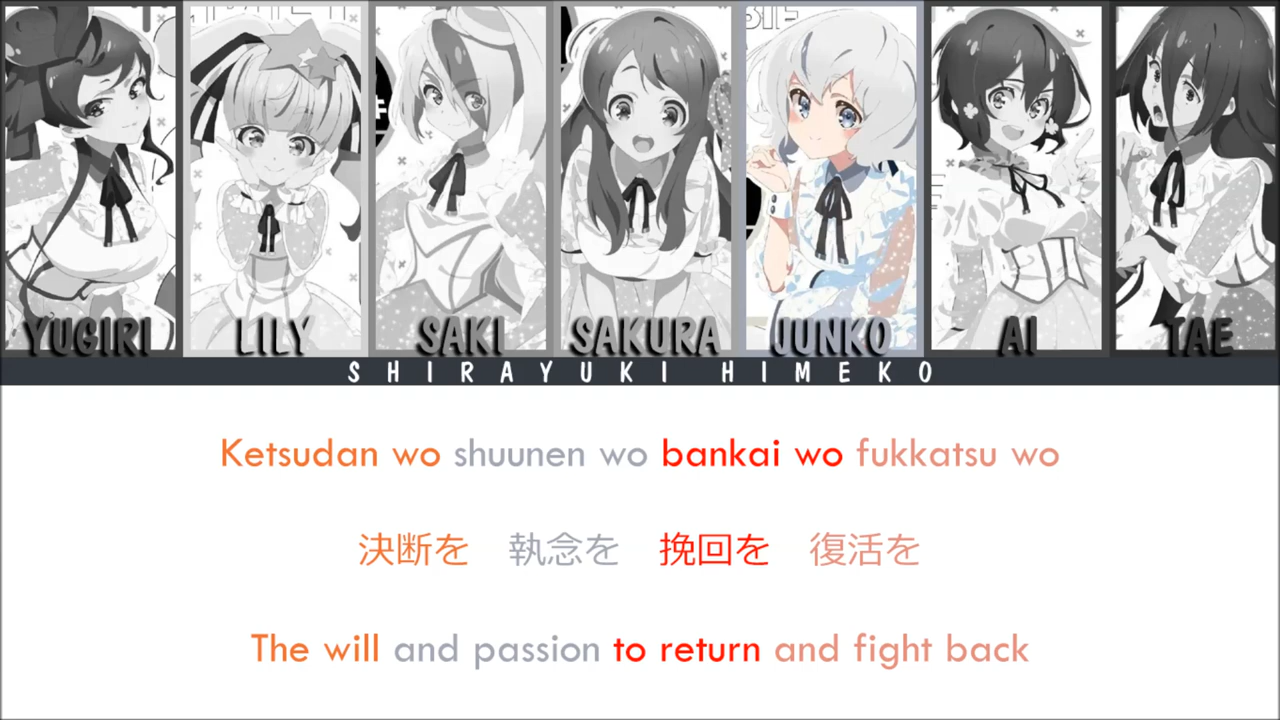 YUGIRI LILY SAKI SAKURA JUNKO AI TAE
SHIRAYUKI HIMEKO
Ketsudan wo shuunen wo bankai wo fukkatsu wo
決断を 執念を 挽回を 復活を
The will and passion to return and fight back